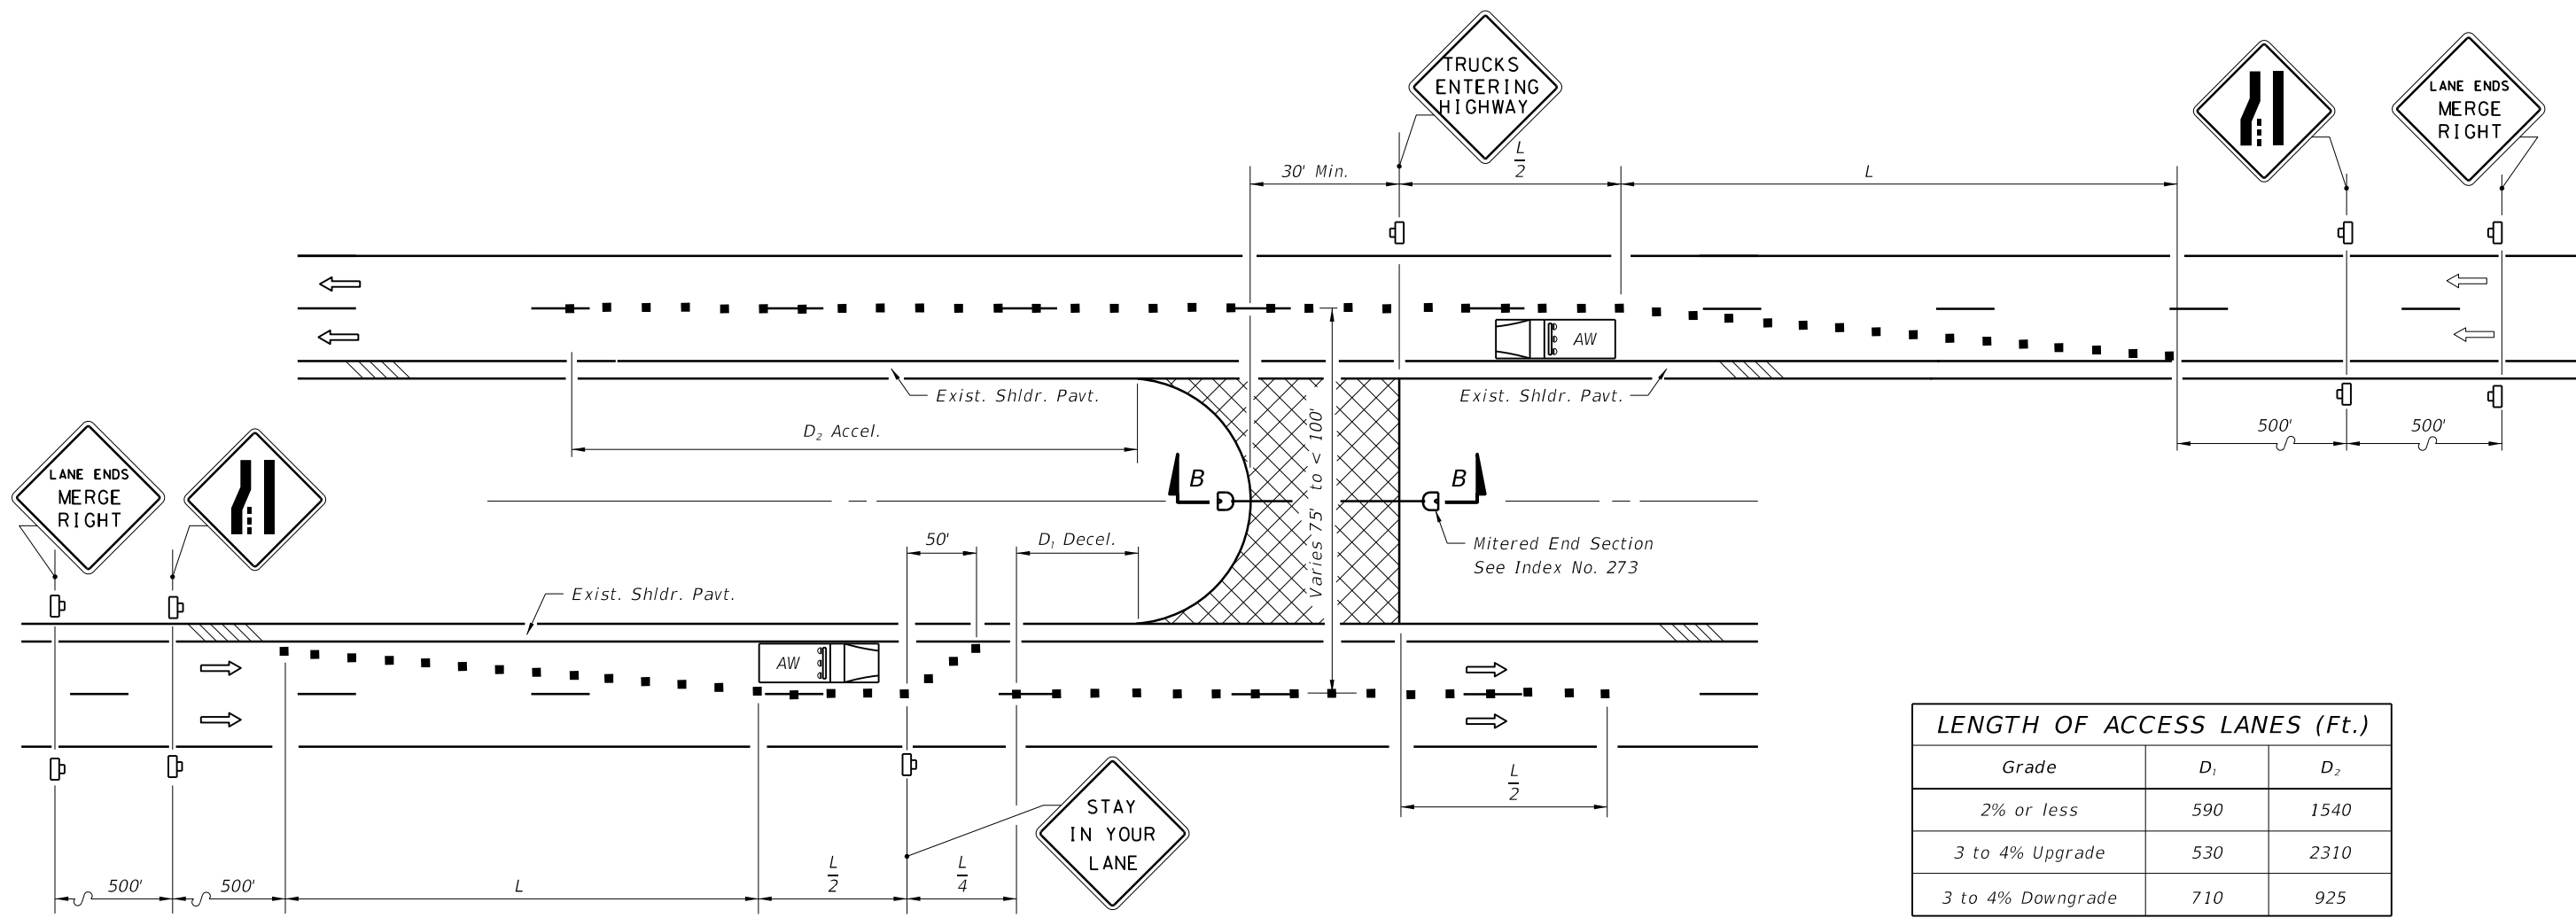 TRUCKS
ENTERING
HIGHWAY
LANE ENDS
MERGE
RIGHT
30' Min.
L
2
L
AW
Exist. Shldr. Pavt.
Exist. Shldr. Pavt.
500'
500'
D₂ Accel.
Varies 75' to < 100'
LANE ENDS
MERGE
RIGHT
B
B
50'
D₁ Decel.
Mitered End Section
See Index No. 273
Exist. Shldr. Pavt.
AW
STAY
IN YOUR
LANE
L
2
500'
500'
L
L
2
L
4
LENGTH OF ACCESS LANES (Ft.)
Grade D₁ D₂
2% or less 590 1540
3 to 4% Upgrade 530 2310
3 to 4% Downgrade 710 925